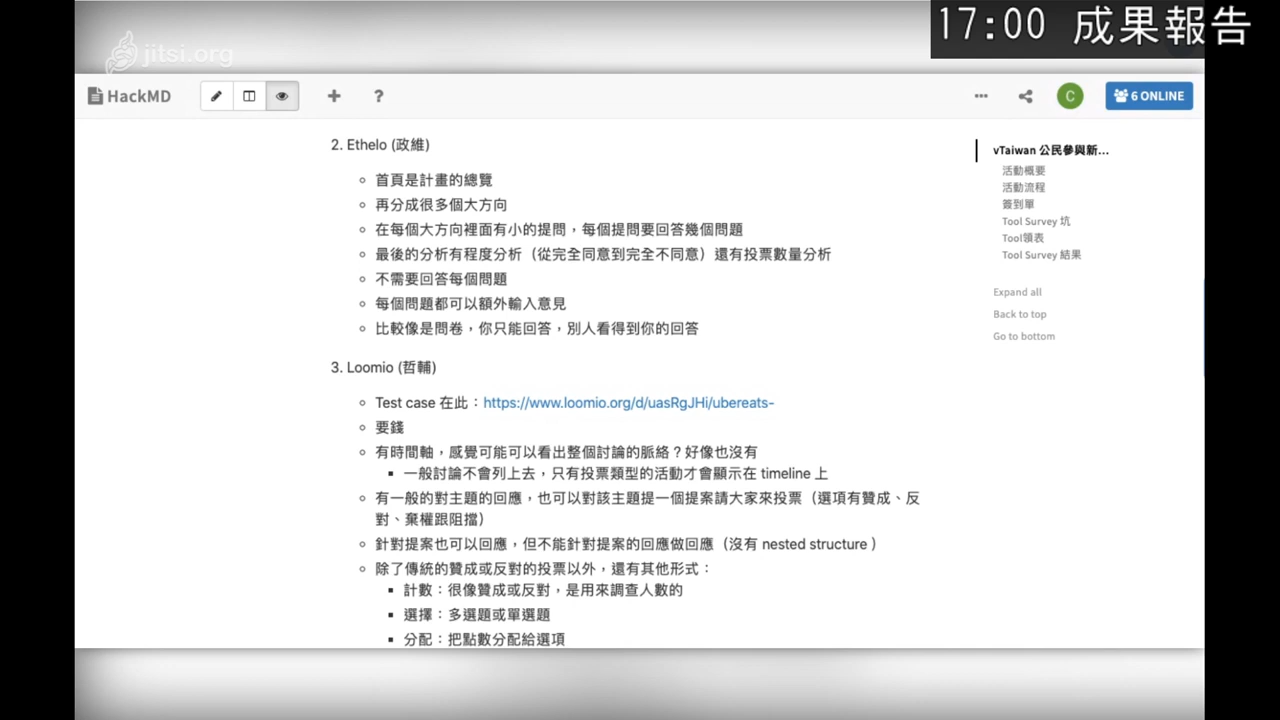 17:00 成果報告
jitsi.org
HackMD
+
?
C
6 ONLINE
2. Ethelo (政維)
首頁是計畫的總覽
再分成很多個大方向
在每個大方向裡面有小的提問，每個提問要回答幾個問題
最後的分析有程度分析（從完全同意到完全不同意）還有投票數量分析
不需要回答每個問題
每個問題都可以額外輸入意見
比較像是問卷，你只能回答，別人看得到你的回答
3. Loomio (哲輔)
Test case 在此：https://www.loomio.org/d/uasRgJHi/ubereats-
要錢
有時間軸，感覺可能可以看出整個討論的脈絡？好像也沒有
一般討論不會列上去，只有投票類型的活動才會顯示在 timeline 上
有一般的對主題的回應，也可以對該主題提一個提案請大家來投票（選項有贊成、反
對、棄權跟阻擋）
針對提案也可以回應，但不能針對提案的回應做回應（沒有 nested structure ）
除了傳統的贊成或反對的投票以外，還有其他形式：
計數：很像贊成或反對，是用來調查人數的
選擇：多選題或單選題
分配：把點數分配給選項
vTaiwan 公民參與新...
活動概要
活動流程
簽到單
Tool Survey 坑
Tool領表
Tool Survey 結果
Expand all
Back to top
Go to bottom